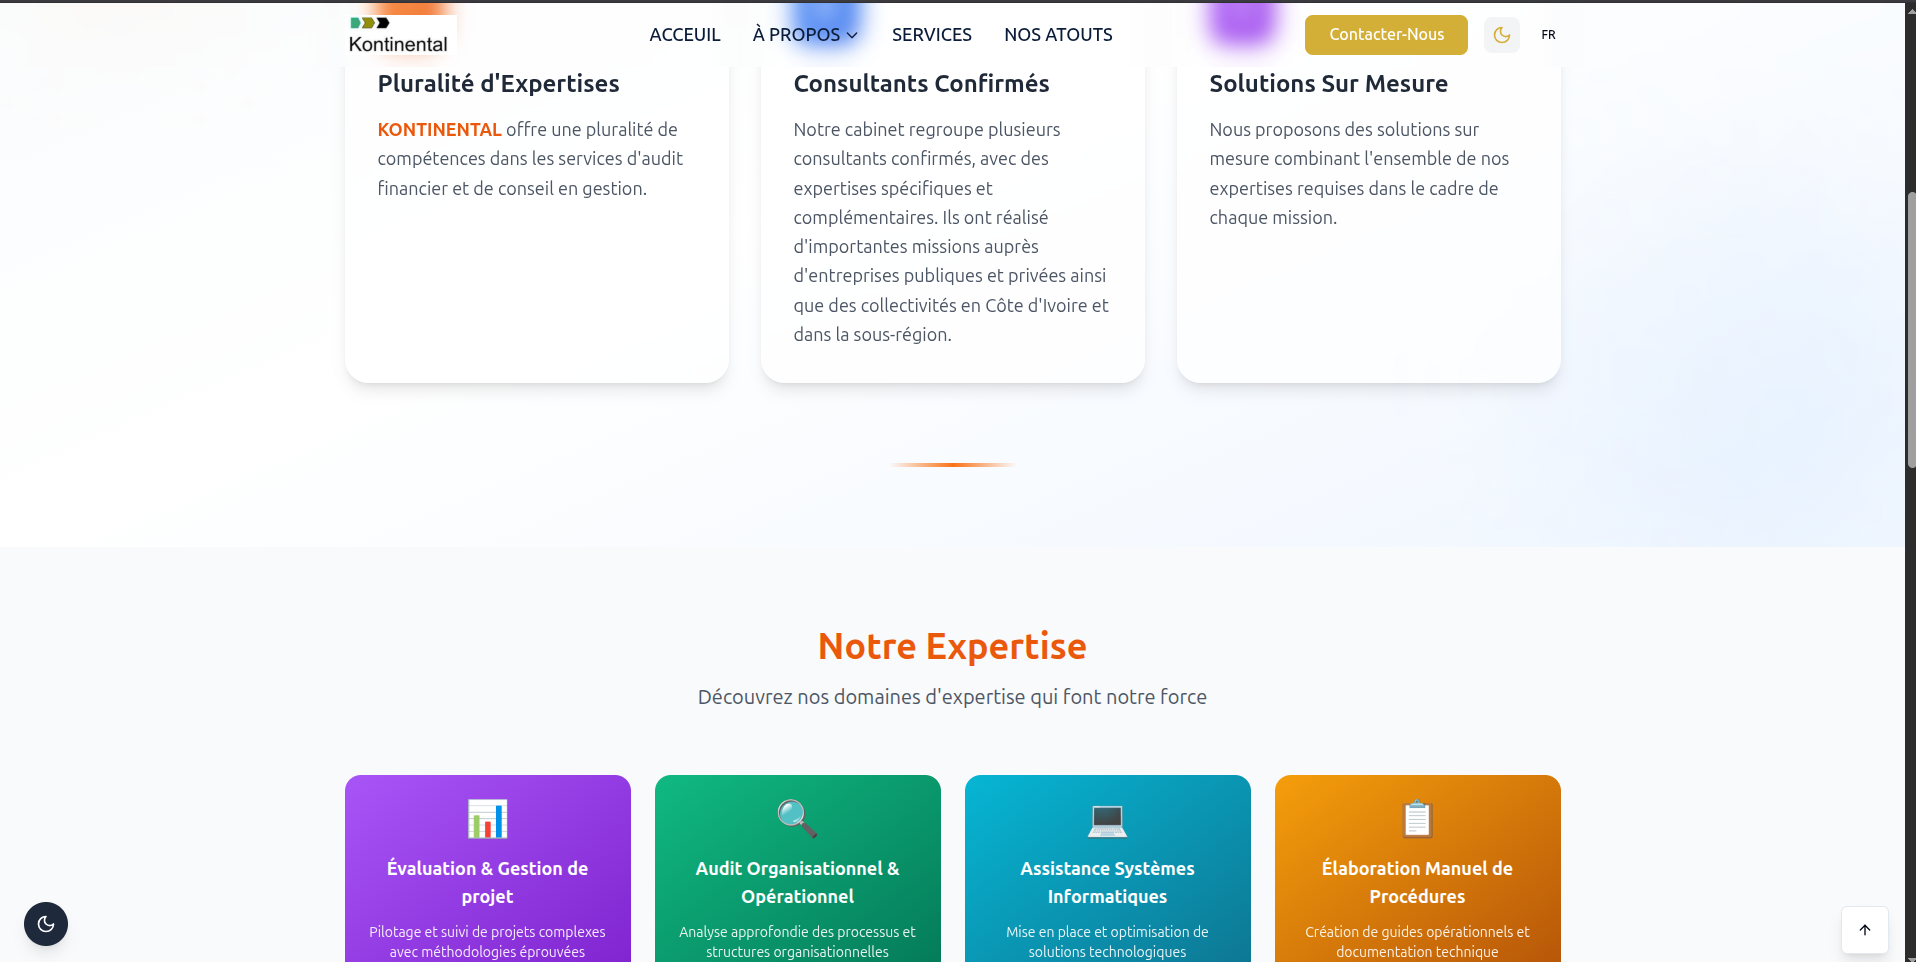 Kontinental
ACCEUIL
À PROPOS
SERVICES
NOS ATOUTS
Contacter-Nous
FR
Pluralité d'Expertises
KONTINENTAL offre une pluralité de
compétences dans les services d'audit
financier et de conseil en gestion.
Consultants Confirmés
Notre cabinet regroupe plusieurs
consultants confirmés, avec des
expertises spécifiques et
complémentaires. Ils ont réalisé
d'importantes missions auprès
d'entreprises publiques et privées ainsi
que des collectivités en Côte d'Ivoire et
dans la sous-région.
Solutions Sur Mesure
Nous proposons des solutions sur
mesure combinant l'ensemble de nos
expertises requises dans le cadre de
chaque mission.
Notre Expertise
Découvrez nos domaines d'expertise qui font notre force
Évaluation & Gestion de
projet
Pilotage et suivi de projets complexes
avec méthodologies éprouvées
Audit Organisationnel &
Opérationnel
Analyse approfondie des processus et
structures organisationnelles
Assistance Systèmes
Informatiques
Mise en place et optimisation de
solutions technologiques
Élaboration Manuel de
Procédures
Création de guides opérationnels et
documentation technique